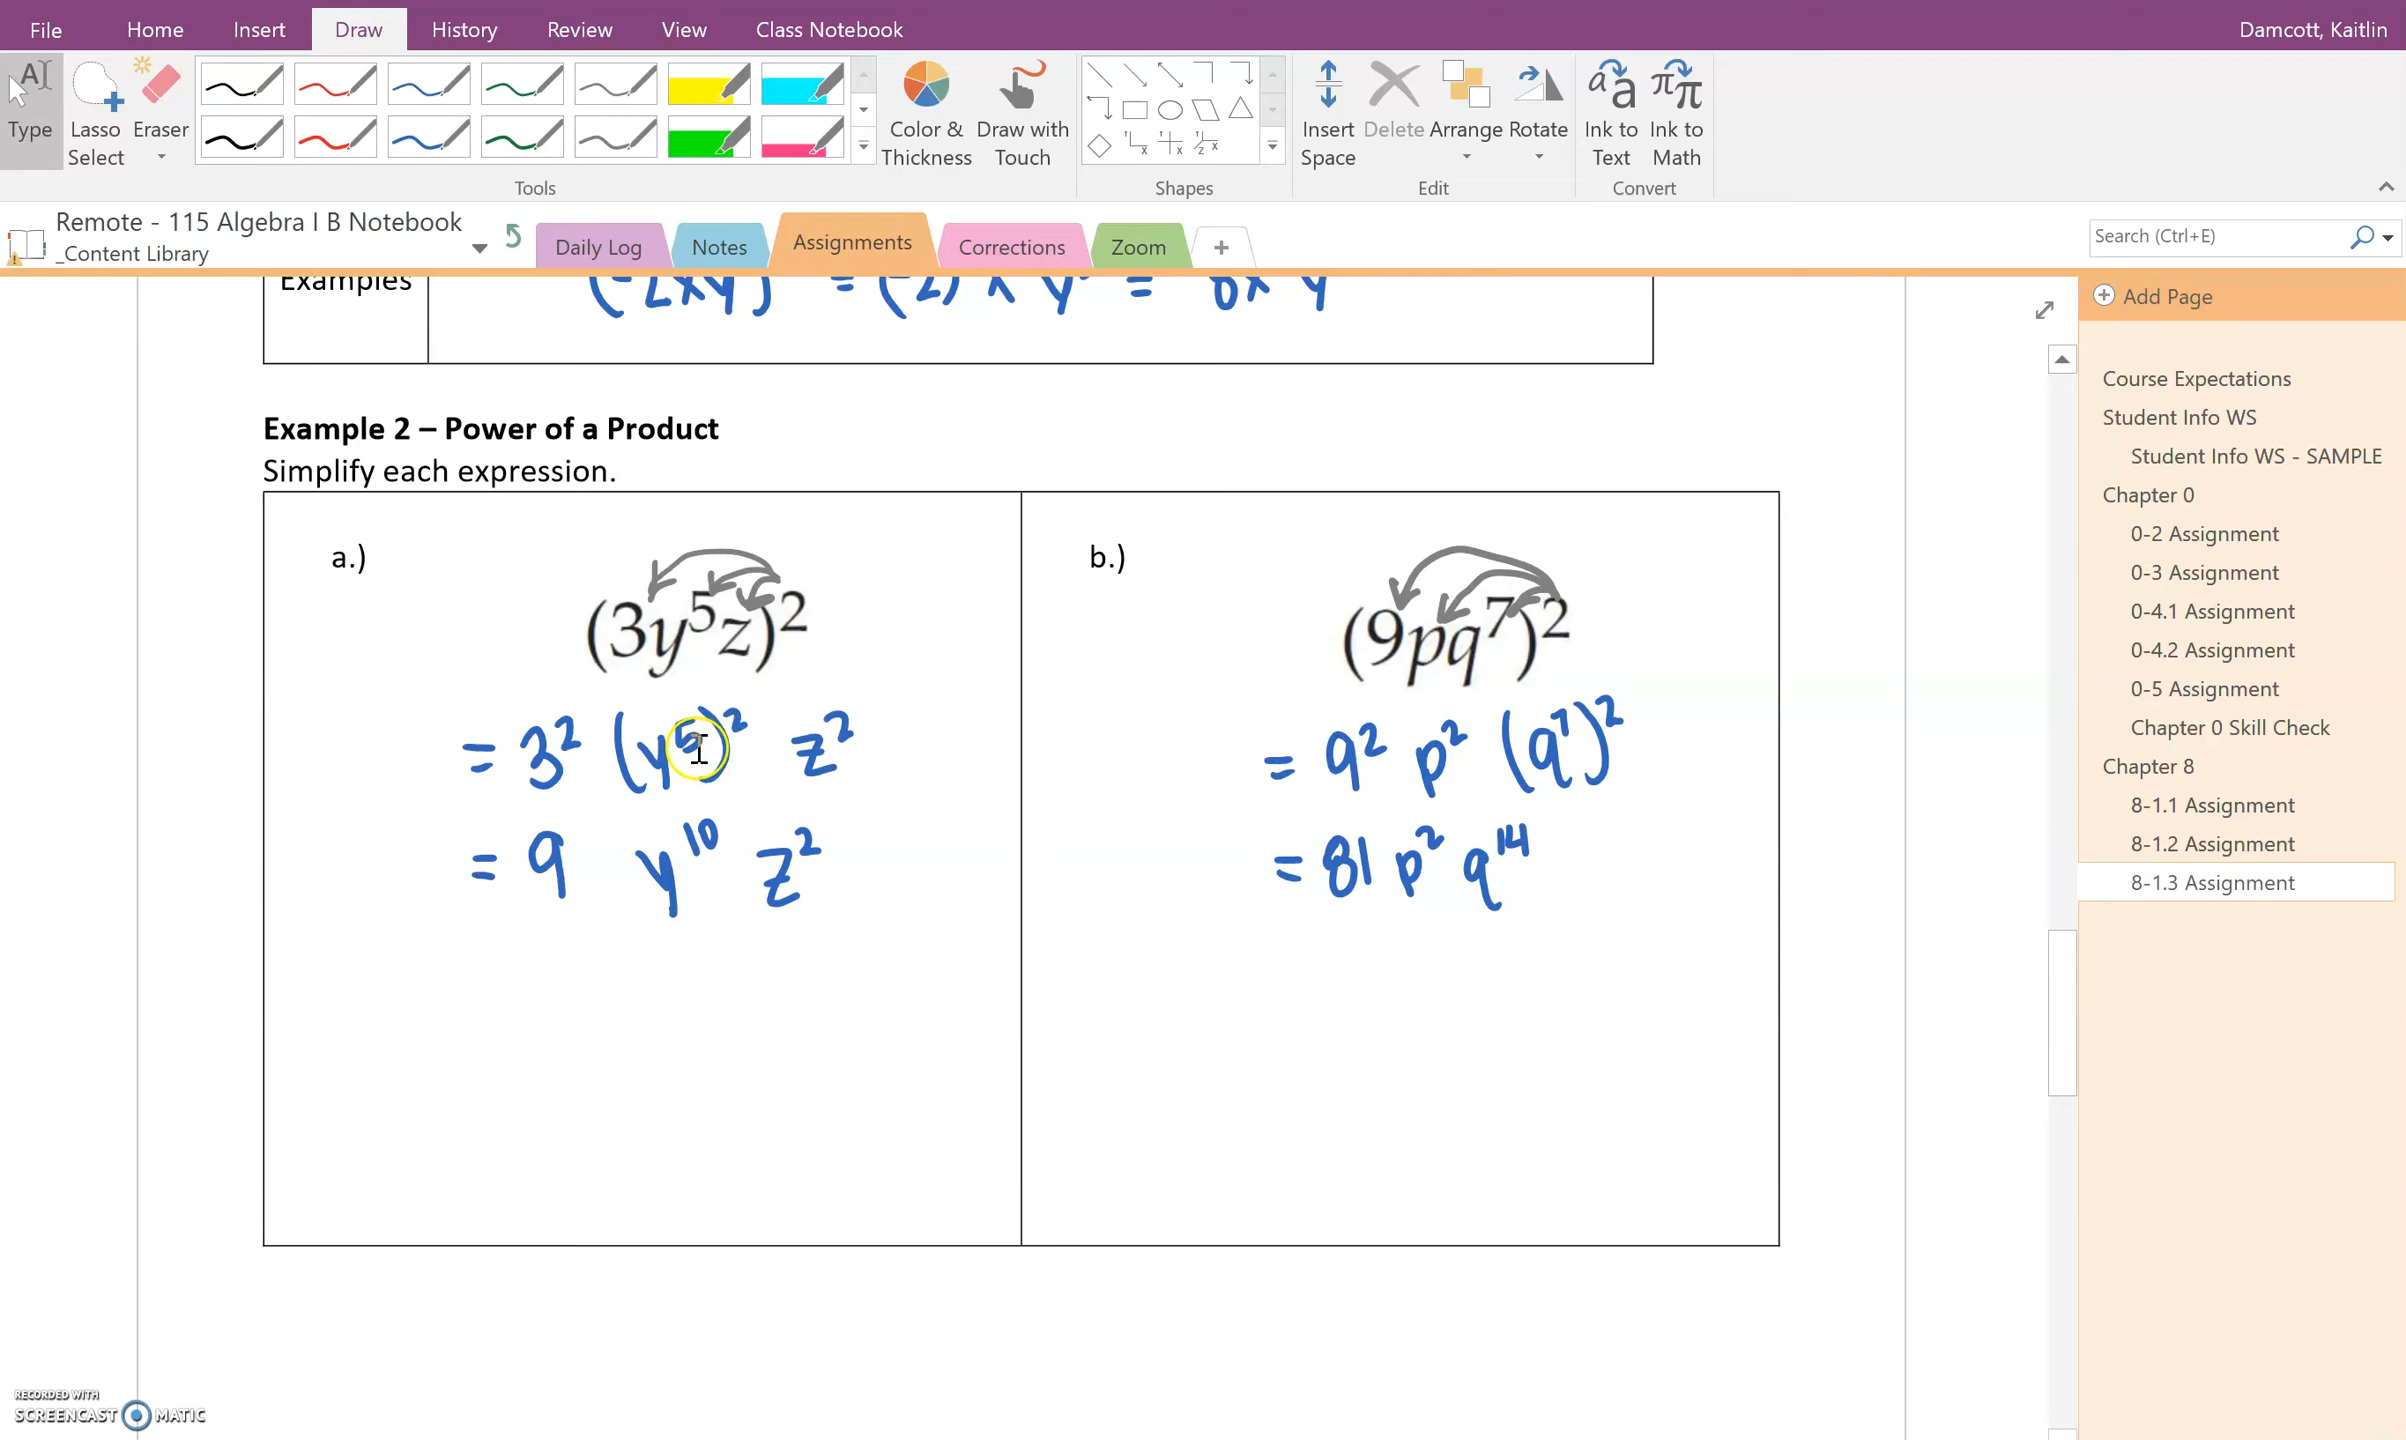 File Home Insert Draw History Review View Class Notebook Damcott, Kaitlin
Type Lasso Select Eraser Color & Thickness Draw with Touch Insert Space Delete Arrange Rotate Ink to Text Ink to Math
Tools Shapes Edit Convert
Remote - 115 Algebra I B Notebook
_Content Library
Daily Log Notes Assignments Corrections Zoom +
Search (Ctrl+E)
Add Page
Course Expectations
Student Info WS
Student Info WS - SAMPLE
Chapter 0
0-2 Assignment
0-3 Assignment
0-4.1 Assignment
0-4.2 Assignment
0-5 Assignment
Chapter 0 Skill Check
Chapter 8
8-1.1 Assignment
8-1.2 Assignment
8-1.3 Assignment
Examples
Example 2 – Power of a Product
Simplify each expression.
a.)
(3y⁵z)²
= 3² (y⁵)² z²
= 9 y¹⁰ z²
b.)
(9pq⁷)²
= 9² p² (q⁷)²
= 81 p² q¹⁴
RECORDED WITH
SCREENCAST MATIC